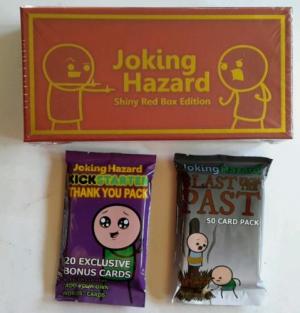 Joking
Hazard
Shiny Red Box Edition
Joking Hazard
KICKSTARTER
THANK YOU PACK
20 EXCLUSIVE
BONUS CARDS
Joking Hazard
PAST
50 CARD PACK